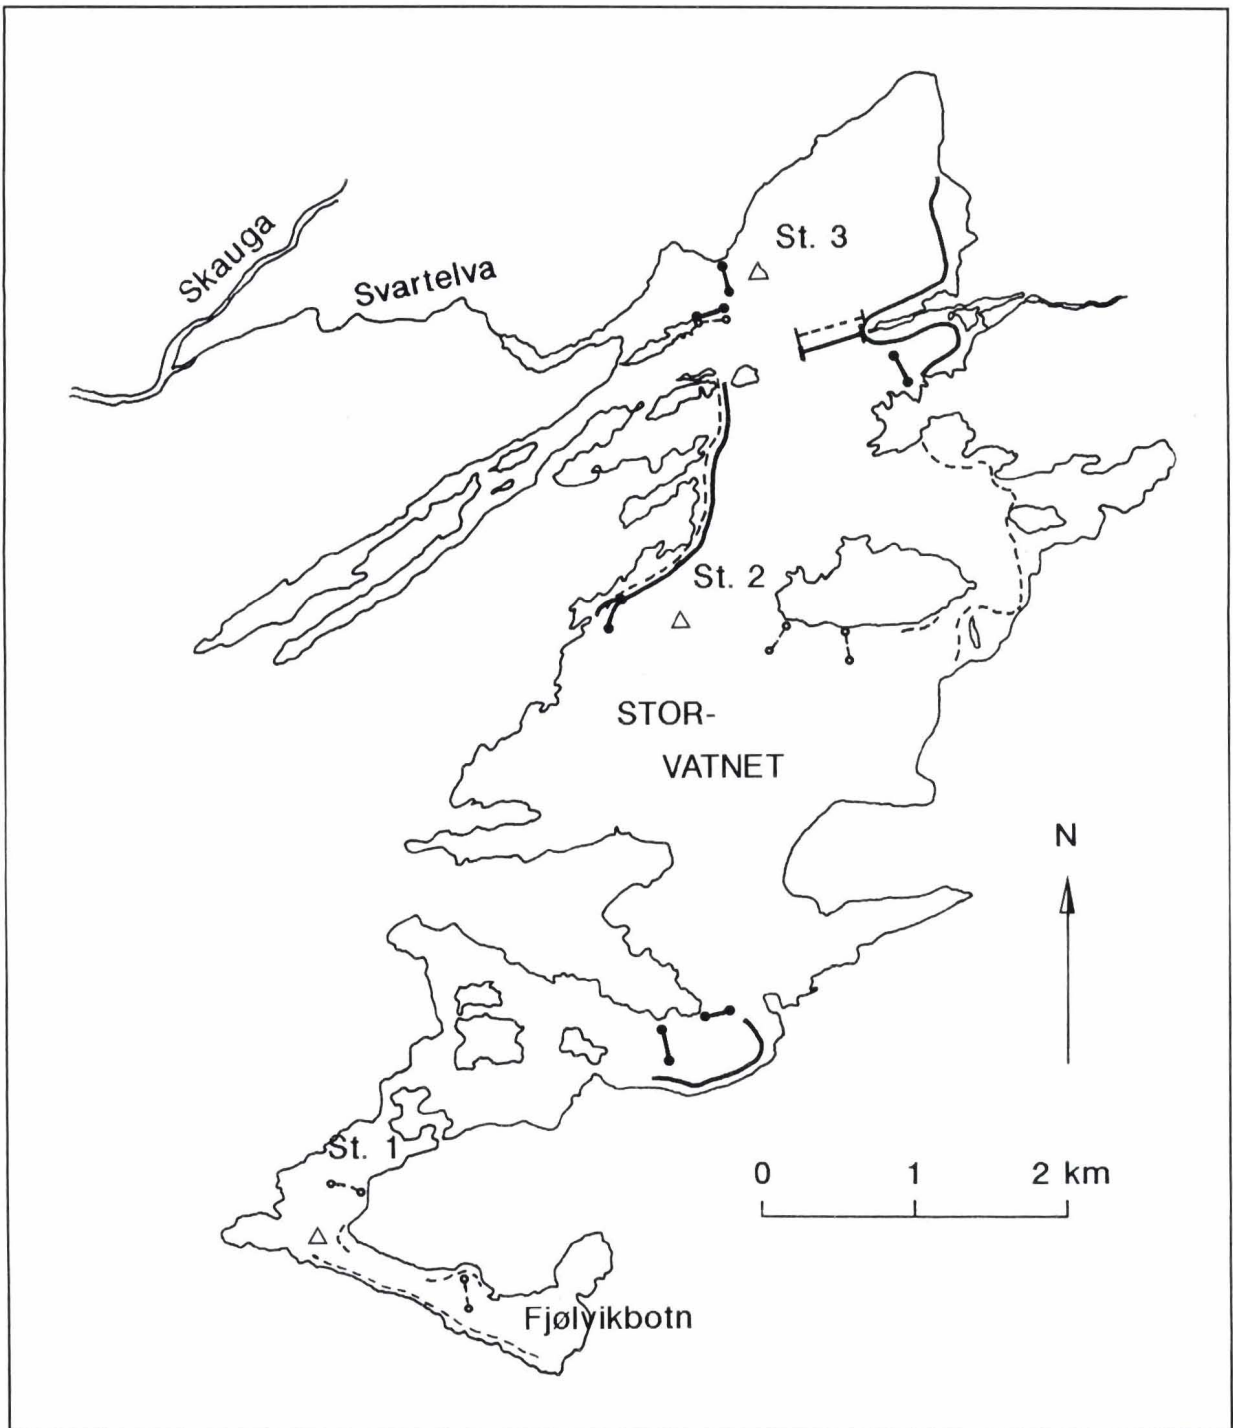 St. 3
Skauga
Svartelva
St. 2
STOR-
VATNET
N
St. 1
0 1 2 km
Fjølvikbotn